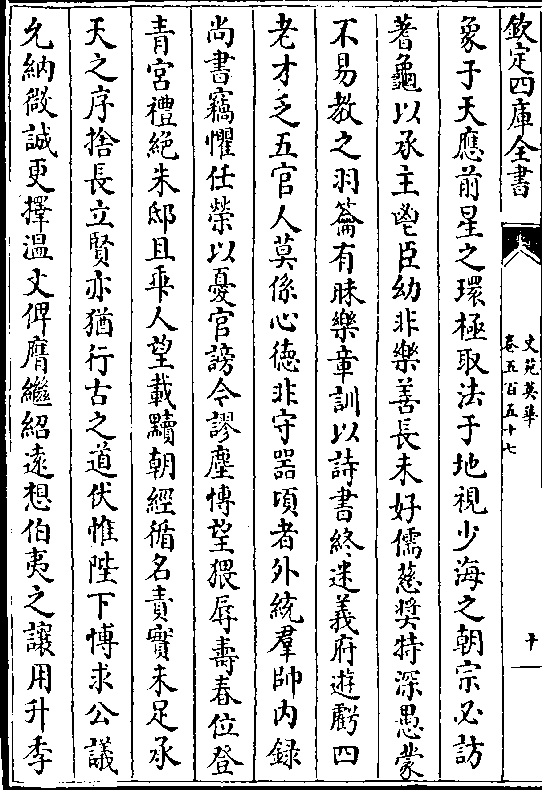 欽定四庫全書
文苑英華
卷五百五十七
十
象于天應前星之環極取法于地視少海之朝宗必訪
蓍龜以承主鬯臣幼非樂善長未好儒慈奬特深愚蒙
不易教之羽籥有昧樂章訓以詩書終迷義府遊虧四
老才乏五官人莫係心德非守器頃者外統羣帥内録
尚書竊懼任榮以憂官謗今謬塵博望猥辱壽春位登
青宮禮絶朱邸且乖人望載黷朝經循名責實未足承
天之序捨長立賢亦猶行古之道伏惟陛下博求公議
允納微誠更擇温文俾膺繼紹遠想伯夷之讓用升季